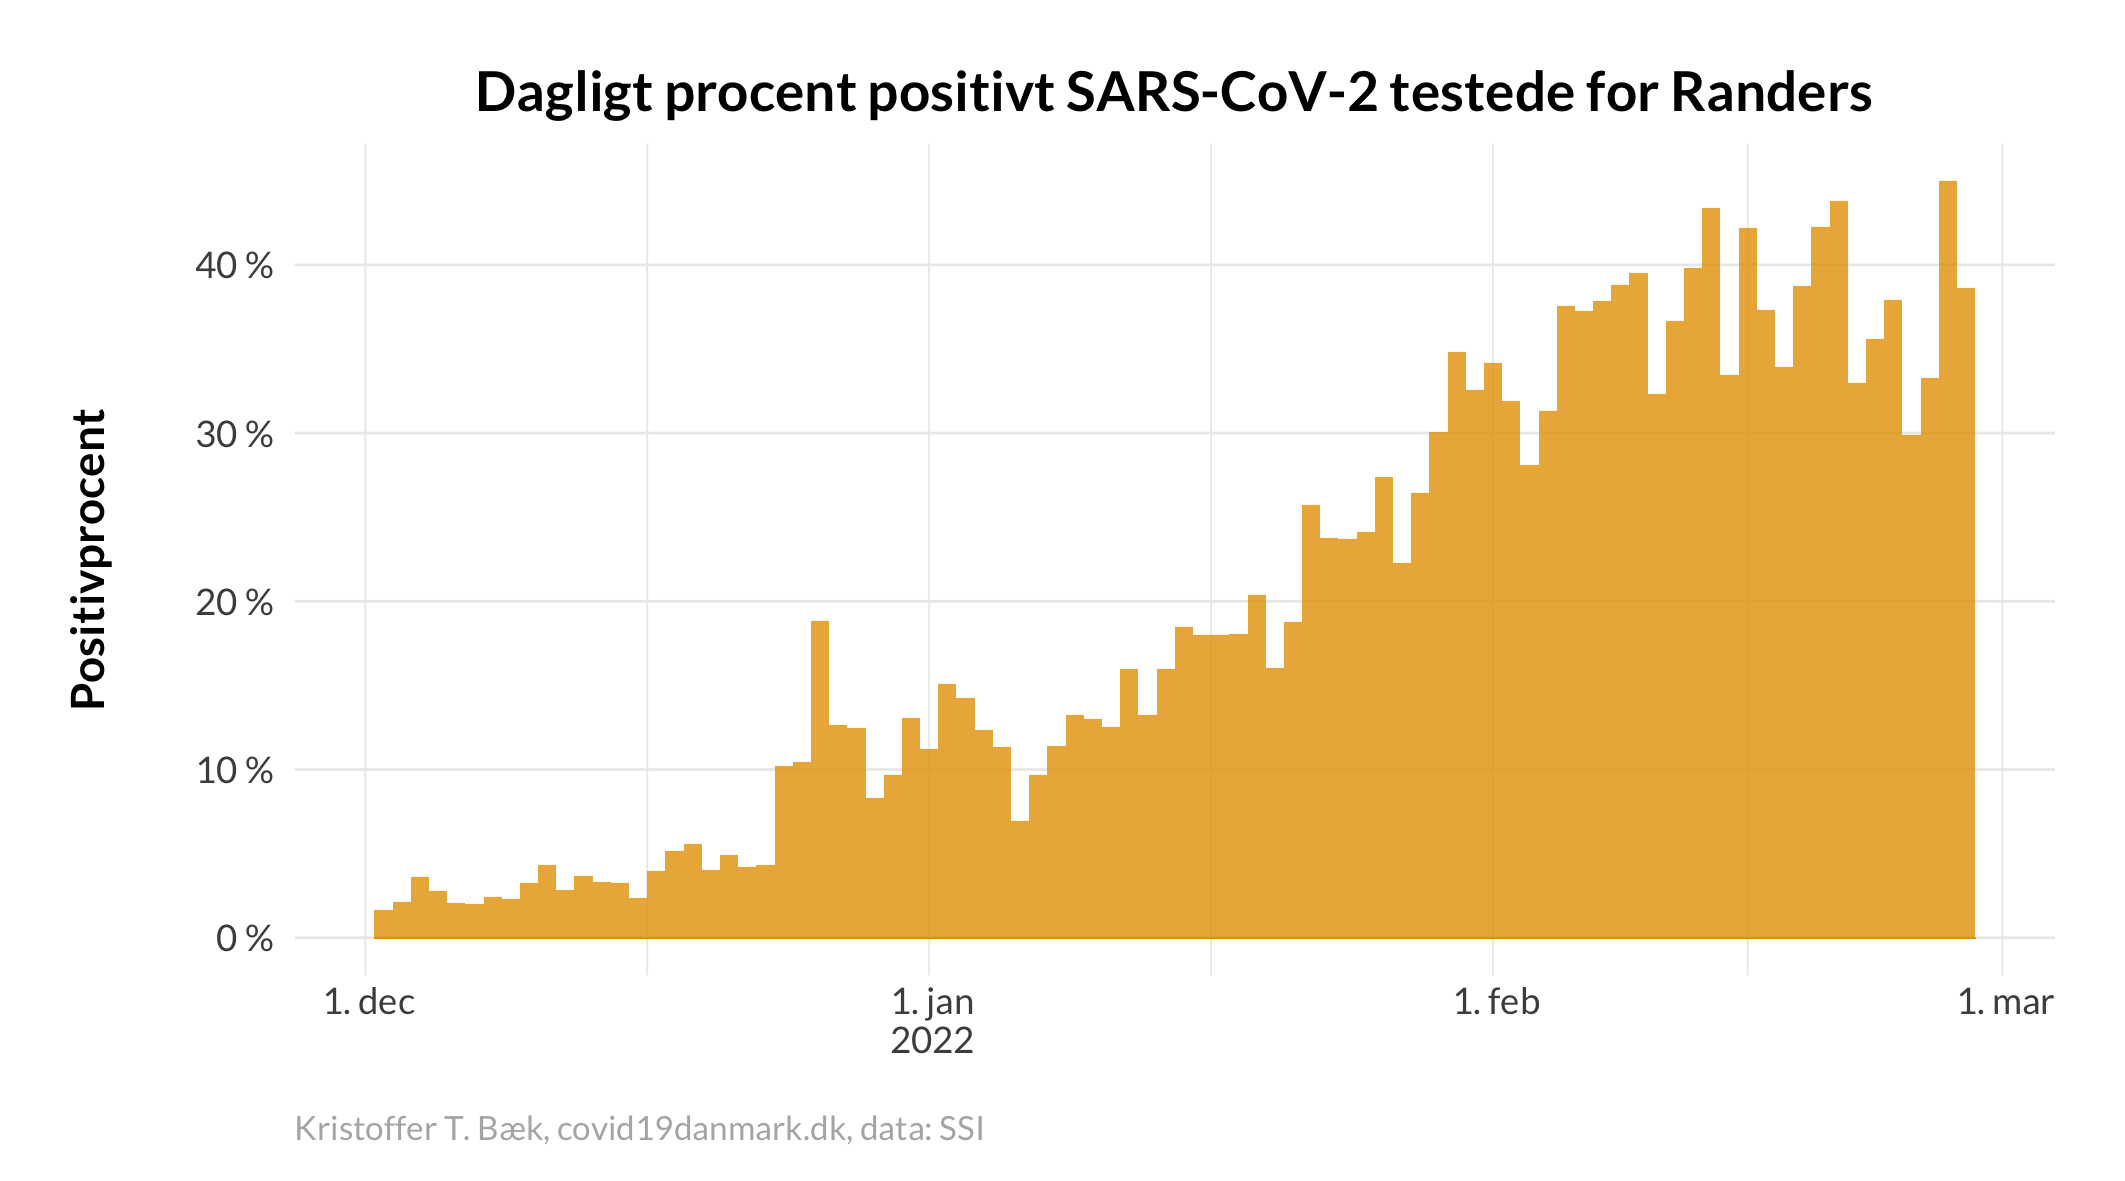 Dagligt procent positivt SARS-CoV-2 testede for Randers
Positivprocent
40 %
30 %
20 %
10 %
0 %
1. dec
1. jan
2022
1. feb
1. mar
Kristoffer T. Bæk, covid19danmark.dk, data: SSI